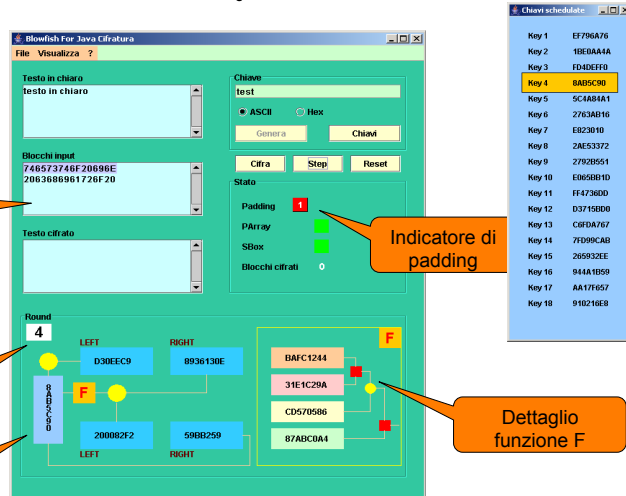 Blowfish For Java Cifratura
File Visualizza ?
Testo in chiaro
testo in chiaro
Blocchi input
746573746F20696E
2063686961726F20
Testo cifrato
Chiave
test
ASCII Hex
Genera Chiavi
Cifra Step Reset
Stato
Padding 1
PArray
SBox
Blocchi cifrati 0
Indicatore di
padding
Round
4
LEFT RIGHT
D30EEC9 8936130E
8AB5C90
F
200082F2 59BB259
LEFT RIGHT
F
BAFC1244
31E1C29A
CD570586
87ABC0A4
Dettaglio
funzione F
Chiavi schedulate
Key 1 EF796A76
Key 2 1BE0AA4A
Key 3 FD4DEFF0
Key 4 8AB5C90
Key 5 5C4A84A1
Key 6 2763AB16
Key 7 E823010
Key 8 2AE53372
Key 9 2792B551
Key 10 E065BB1D
Key 11 FF4736DD
Key 12 D3715BD0
Key 13 C6FDA767
Key 14 7FD99CAB
Key 15 265932EE
Key 16 944A1B59
Key 17 AA17F657
Key 18 910216E8